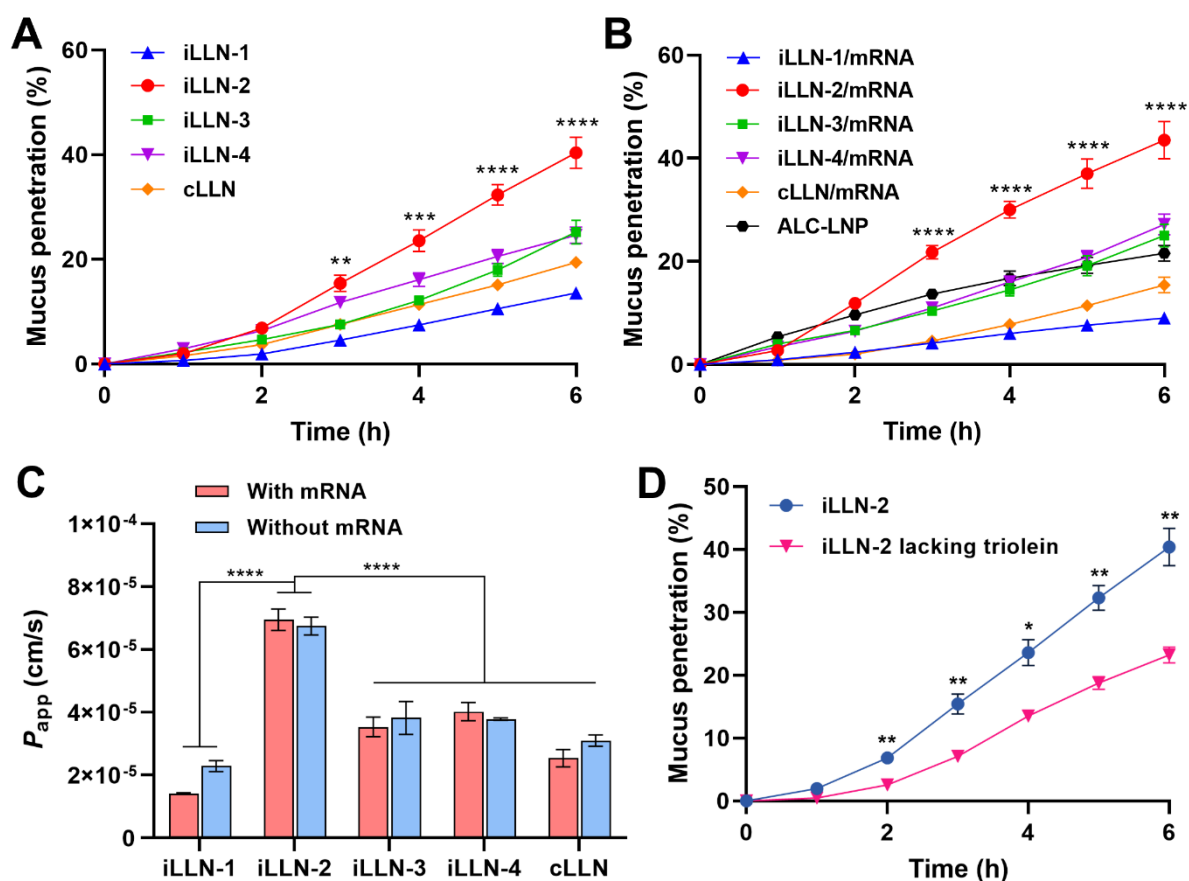 A
Mucus penetration (%)
60
40
20
0
iLLN-1
iLLN-2
iLLN-3
iLLN-4
cLLN
**
***
****
****
0 2 4 6
Time (h)
B
Mucus penetration (%)
60
40
20
0
iLLN-1/mRNA
iLLN-2/mRNA
iLLN-3/mRNA
iLLN-4/mRNA
cLLN/mRNA
ALC-LNP
****
****
****
****
0 2 4 6
Time (h)
C
With mRNA
Without mRNA
Papp (cm/s)
1×10-4
8×10-5
6×10-5
4×10-5
2×10-5
0
****
****
iLLN-1 iLLN-2 iLLN-3 iLLN-4 cLLN
D
Mucus penetration (%)
50
40
30
20
10
0
iLLN-2
iLLN-2 lacking triolein
**
**
*
**
**
0 2 4 6
Time (h)